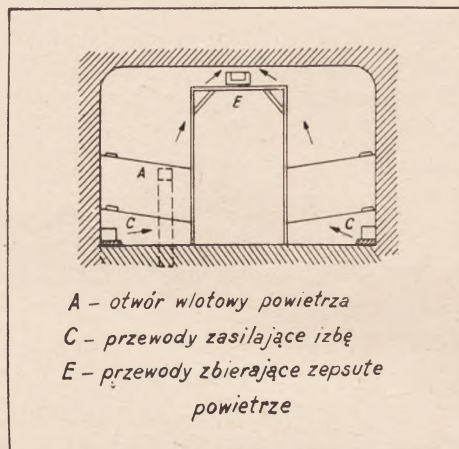 E
A
C
C
A – otwór wlotowy powietrza
C – przewody zasilające izbę
E – przewody zbierające zepsute
powietrze